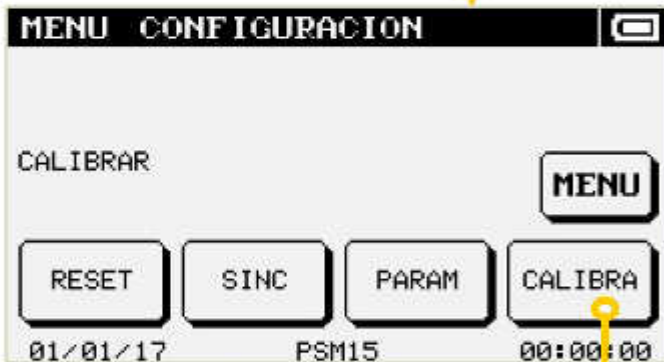 MENU CONFIGURACION
CALIBRAR
MENU
RESET SINC PARAM CALIBRA
01/01/17 PSM15 00:00:00